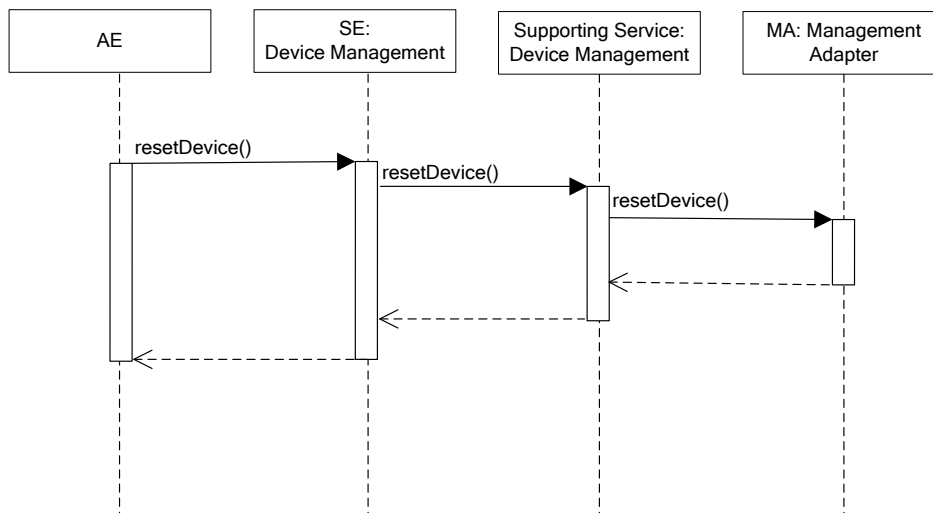 AE
SE:
Device Management
Supporting Service:
Device Management
MA: Management
Adapter
resetDevice()
resetDevice()
resetDevice()